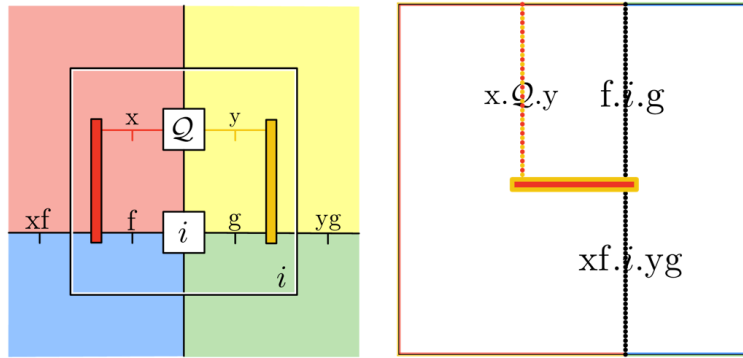 x 𝒬 y
xf f i g yg
i
x.𝒬.y f.i.g
xf.i.yg